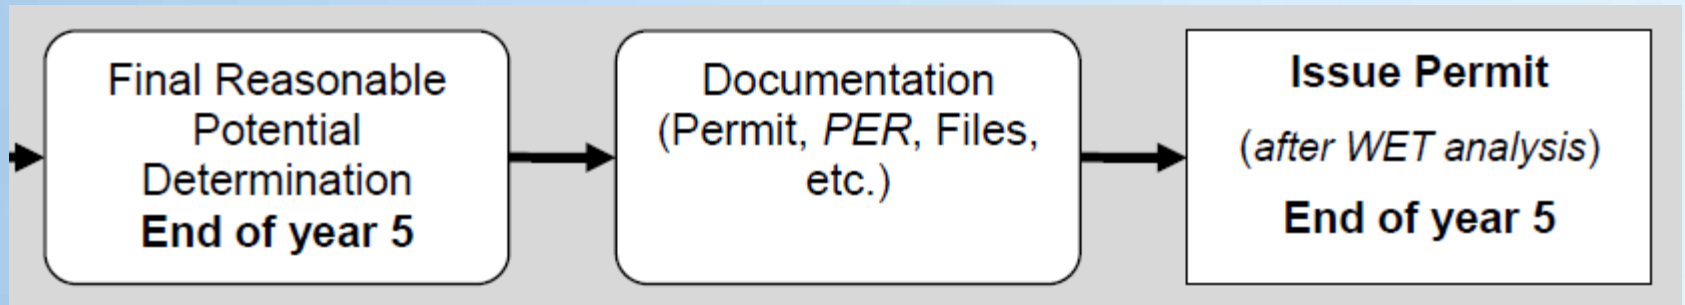 Final Reasonable
Potential
Determination
End of year 5
Documentation
(Permit, PER, Files,
etc.)
Issue Permit
(after WET analysis)
End of year 5